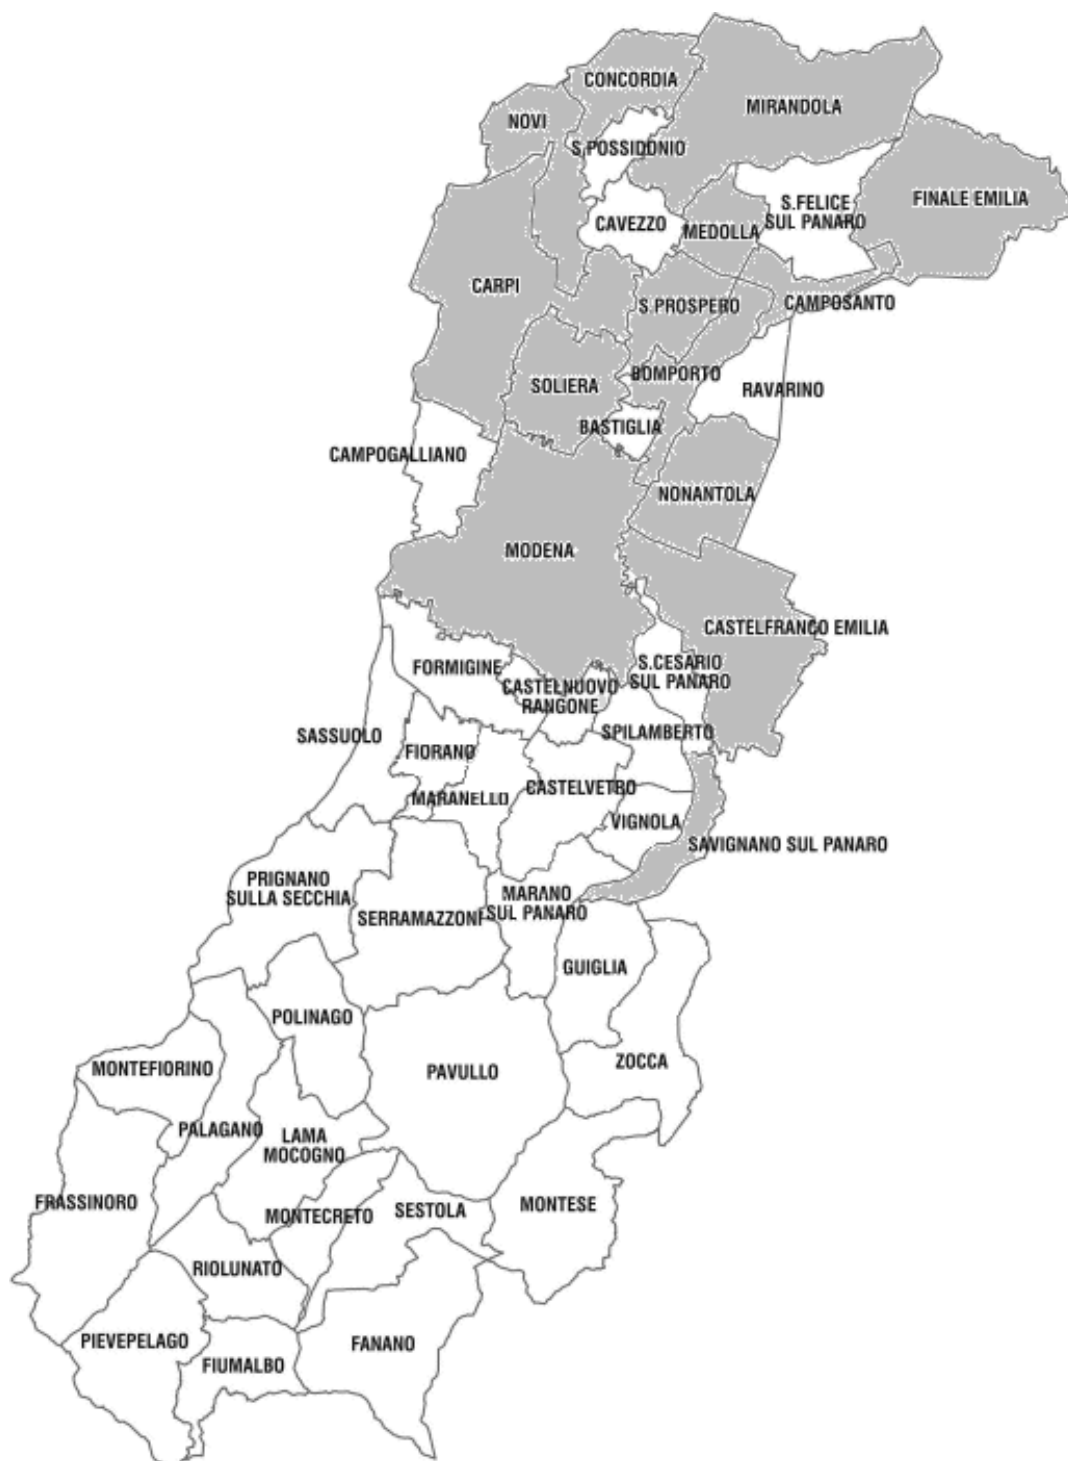 CONCORDIA
MIRANDOLA
NOVI
S.POSSIDONIO
S.FELICE
SUL PANARO
FINALE EMILIA
CAVEZZO
MEDOLLA
CARPI
S.PROSPERO
CAMPOSANTO
BOMPORTO
SOLIERA
RAVARINO
BASTIGLIA
CAMPOGALLIANO
NONANTOLA
MODENA
CASTELFRANCO EMILIA
FORMIGINE
S.CESARIO
SUL PANARO
CASTELNUOVO
RANGONE
SASSUOLO
FIORANO
SPILAMBERTO
MARANELLO
CASTELVETRO
VIGNOLA
SAVIGNANO SUL PANARO
PRIGNANO
SULLA SECCHIA
SERRAMAZZONI
MARANO
SUL PANARO
GUIGLIA
POLINAGO
MONTEFIORINO
PAVULLO
ZOCCA
PALAGANO
LAMA
MOCOGNO
FRASSINORO
MONTECRETO
SESTOLA
MONTESE
RIOLUNATO
PIEVEPELAGO
FIUMALBO
FANANO